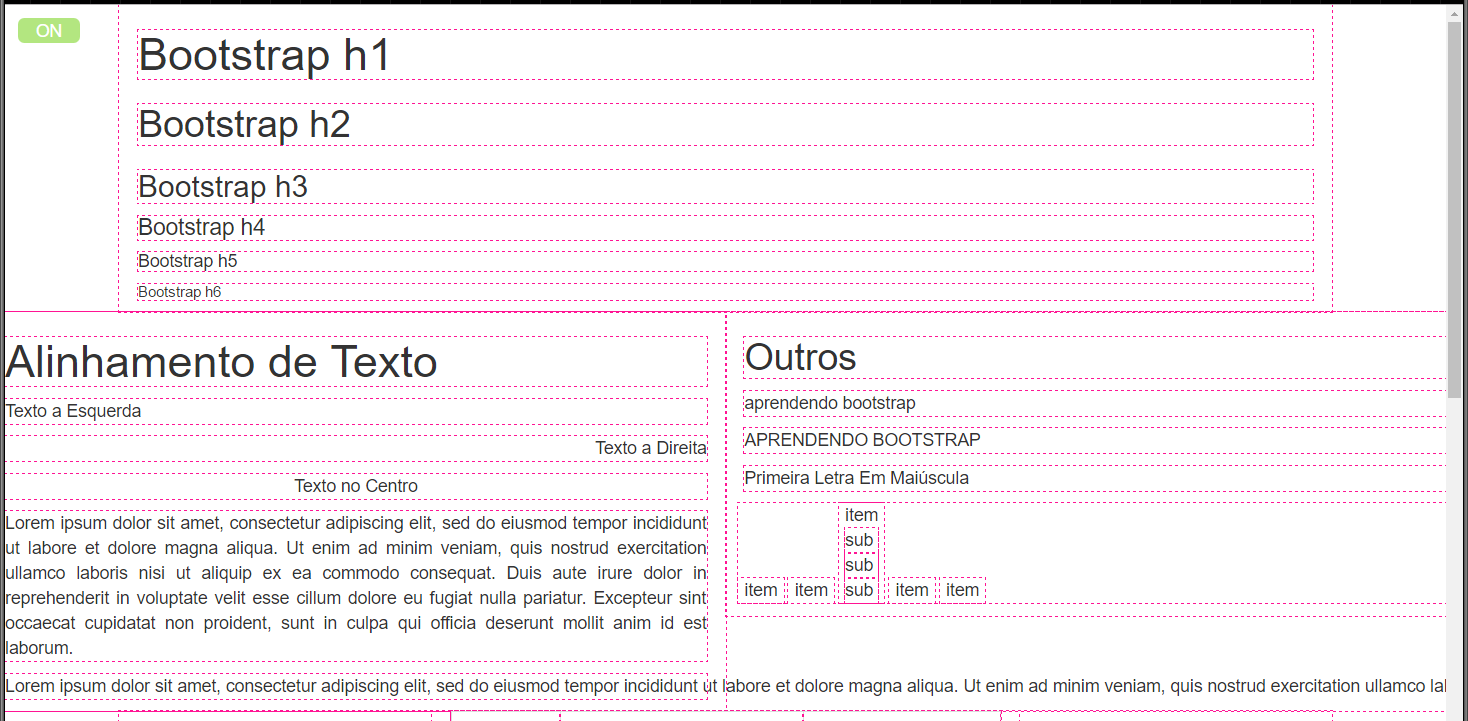 ON
Bootstrap h1
Bootstrap h2
Bootstrap h3
Bootstrap h4
Bootstrap h5
Bootstrap h6
Alinhamento de Texto
Texto a Esquerda
Texto a Direita
Texto no Centro
Lorem ipsum dolor sit amet, consectetur adipiscing elit, sed do eiusmod tempor incididunt
ut labore et dolore magna aliqua. Ut enim ad minim veniam, quis nostrud exercitation
ullamco laboris nisi ut aliquip ex ea commodo consequat. Duis aute irure dolor in
reprehenderit in voluptate velit esse cillum dolore eu fugiat nulla pariatur. Excepteur sint
occaecat cupidatat non proident, sunt in culpa qui officia deserunt mollit anim id est
laborum.
Outros
aprendendo bootstrap
APRENDENDO BOOTSTRAP
Primeira Letra Em Maiúscula
item
sub
sub
item item sub item item
Lorem ipsum dolor sit amet, consectetur adipiscing elit, sed do eiusmod tempor incididunt ut labore et dolore magna aliqua. Ut enim ad minim veniam, quis nostrud exercitation ullamco